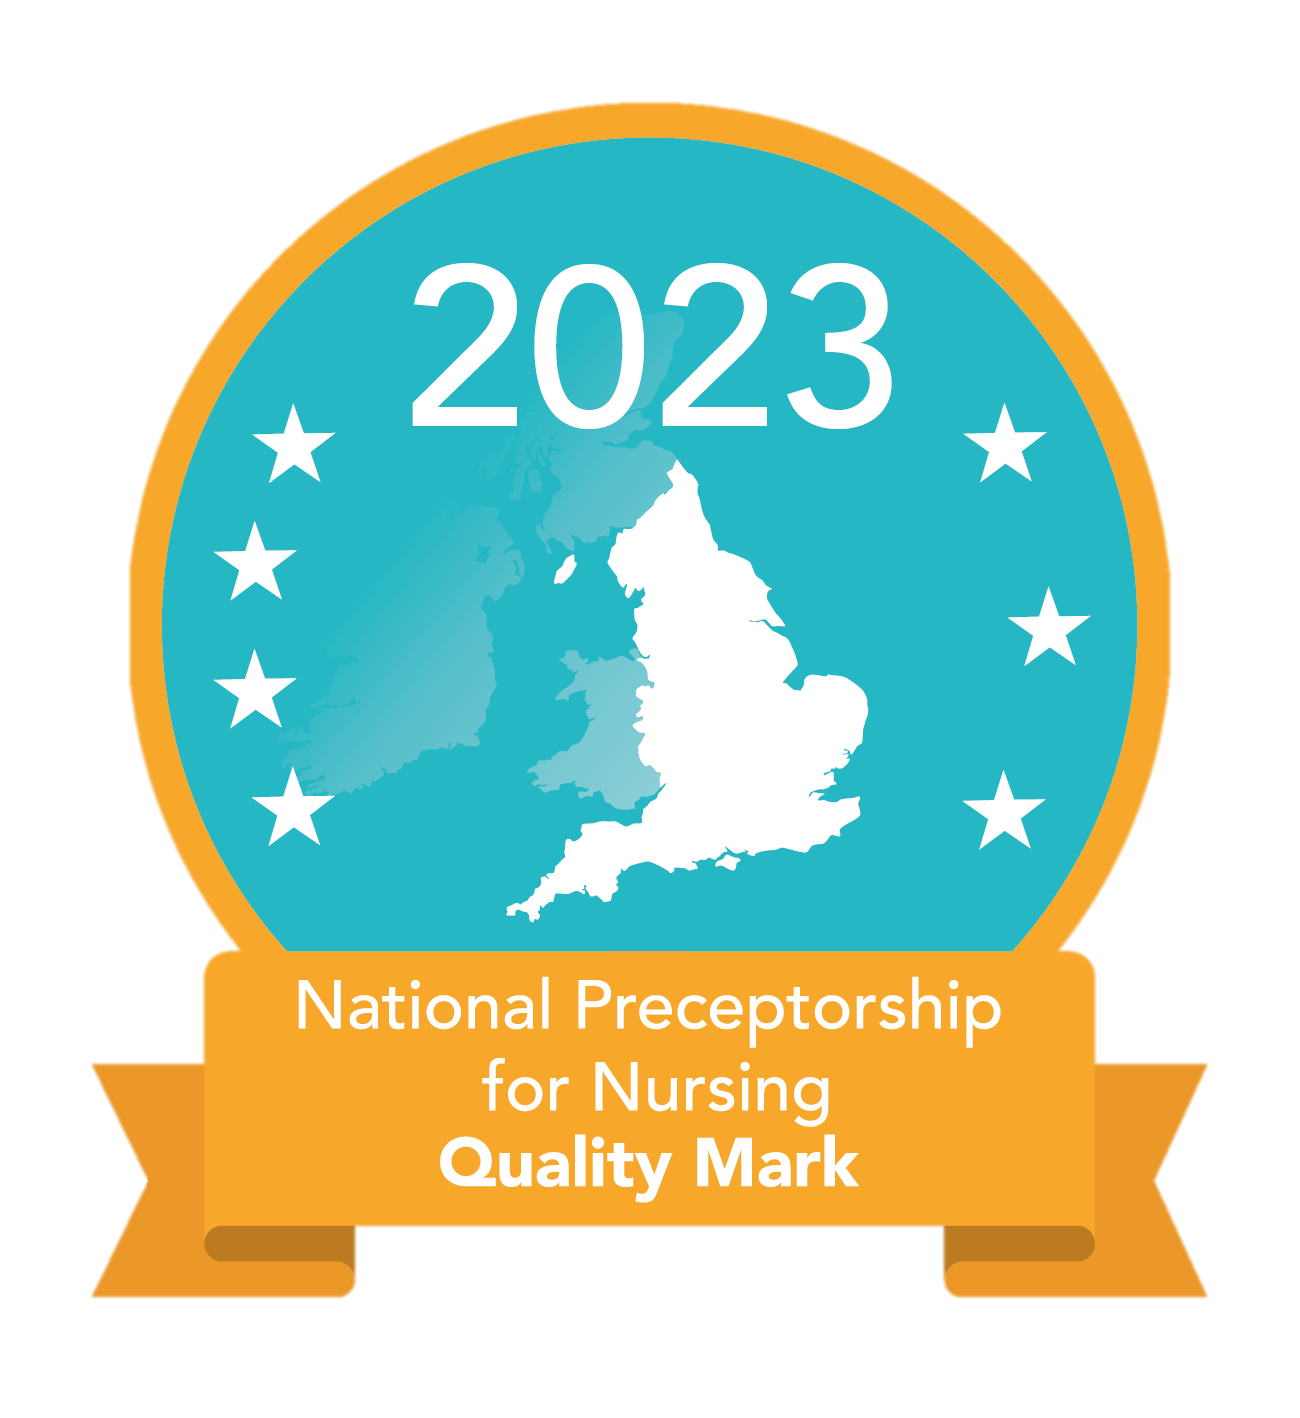 2023
National Preceptorship
for Nursing
Quality Mark